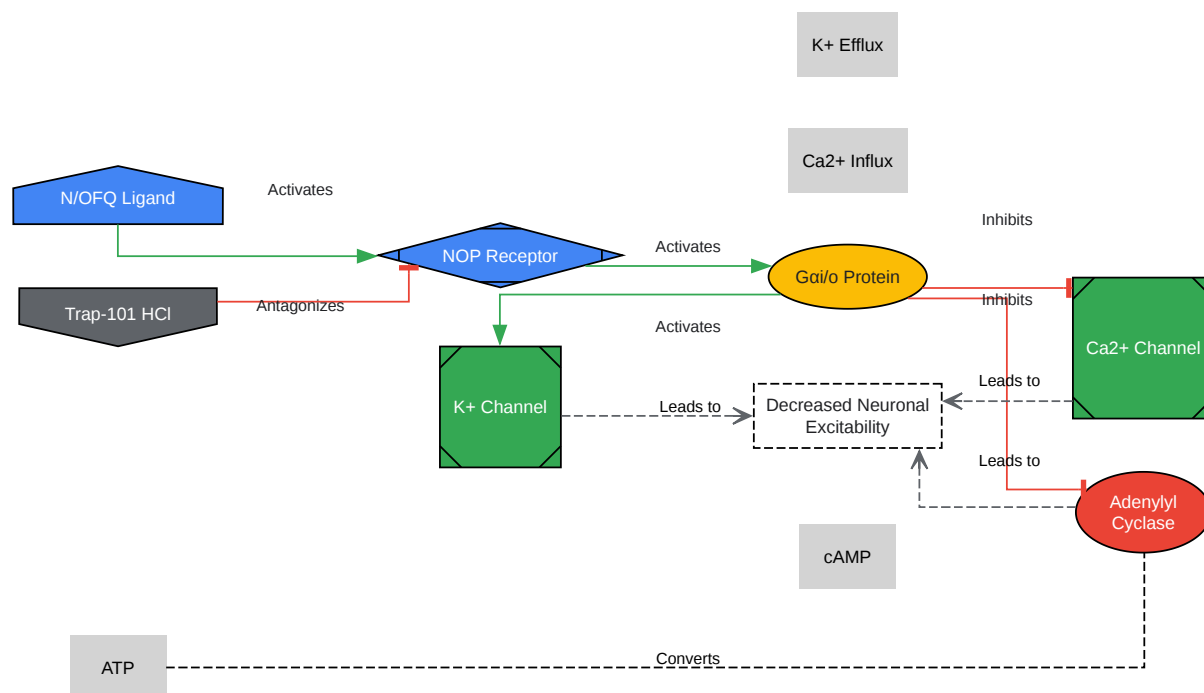 K+ Efflux
Ca2+ Influx
N/OFQ Ligand
Activates
Inhibits
NOP Receptor
Activates
Gαi/o Protein
Trap-101 HCl
Antagonizes
Inhibits
Activates
Ca2+ Channel
K+ Channel
Leads to
Decreased Neuronal
Excitability
Leads to
Leads to
Adenylyl
Cyclase
cAMP
ATP
Converts